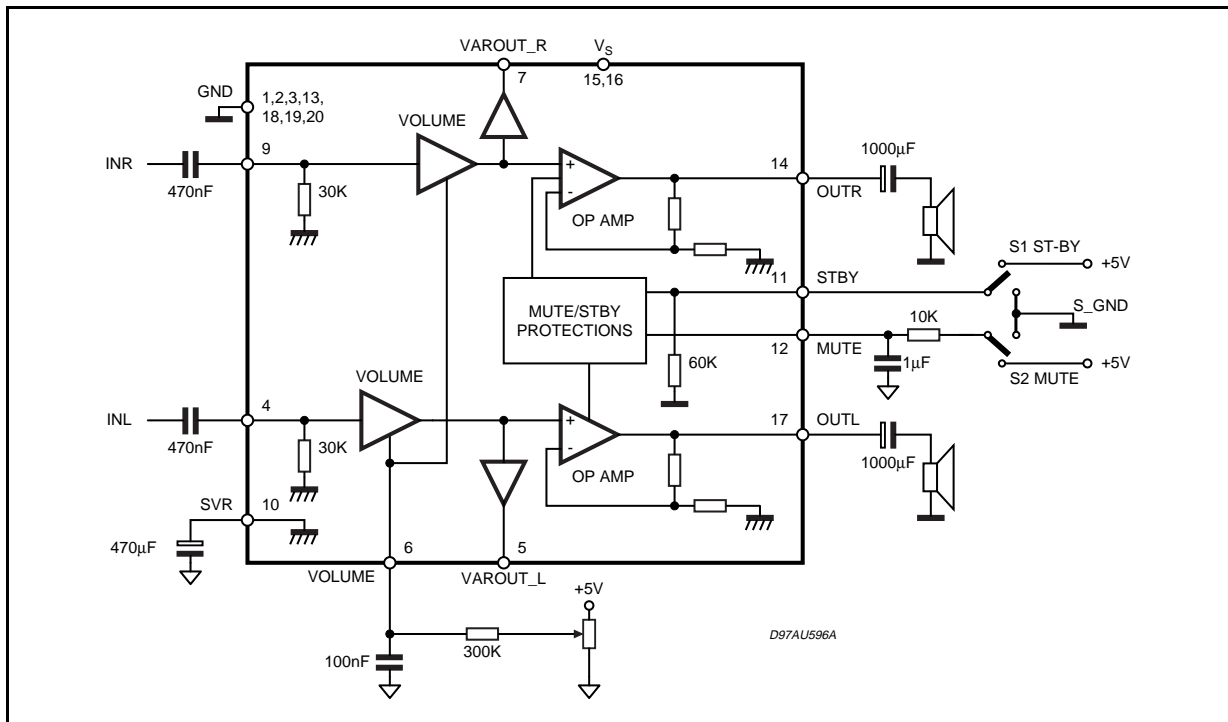 VAROUT_R
VS
7
15,16
GND
1,2,3,13,
18,19,20
VOLUME
INR
9
470nF
30K
+
-
OP AMP
14
1000µF
OUTR
S1 ST-BY
+5V
11
STBY
S_GND
MUTE/STBY
PROTECTIONS
10K
12
MUTE
60K
1µF
+5V
S2 MUTE
VOLUME
INL
4
470nF
30K
+
-
OP AMP
17
OUTL
1000µF
SVR
10
470µF
6
5
VOLUME
VAROUT_L
+5V
300K
100nF
D97AU596A